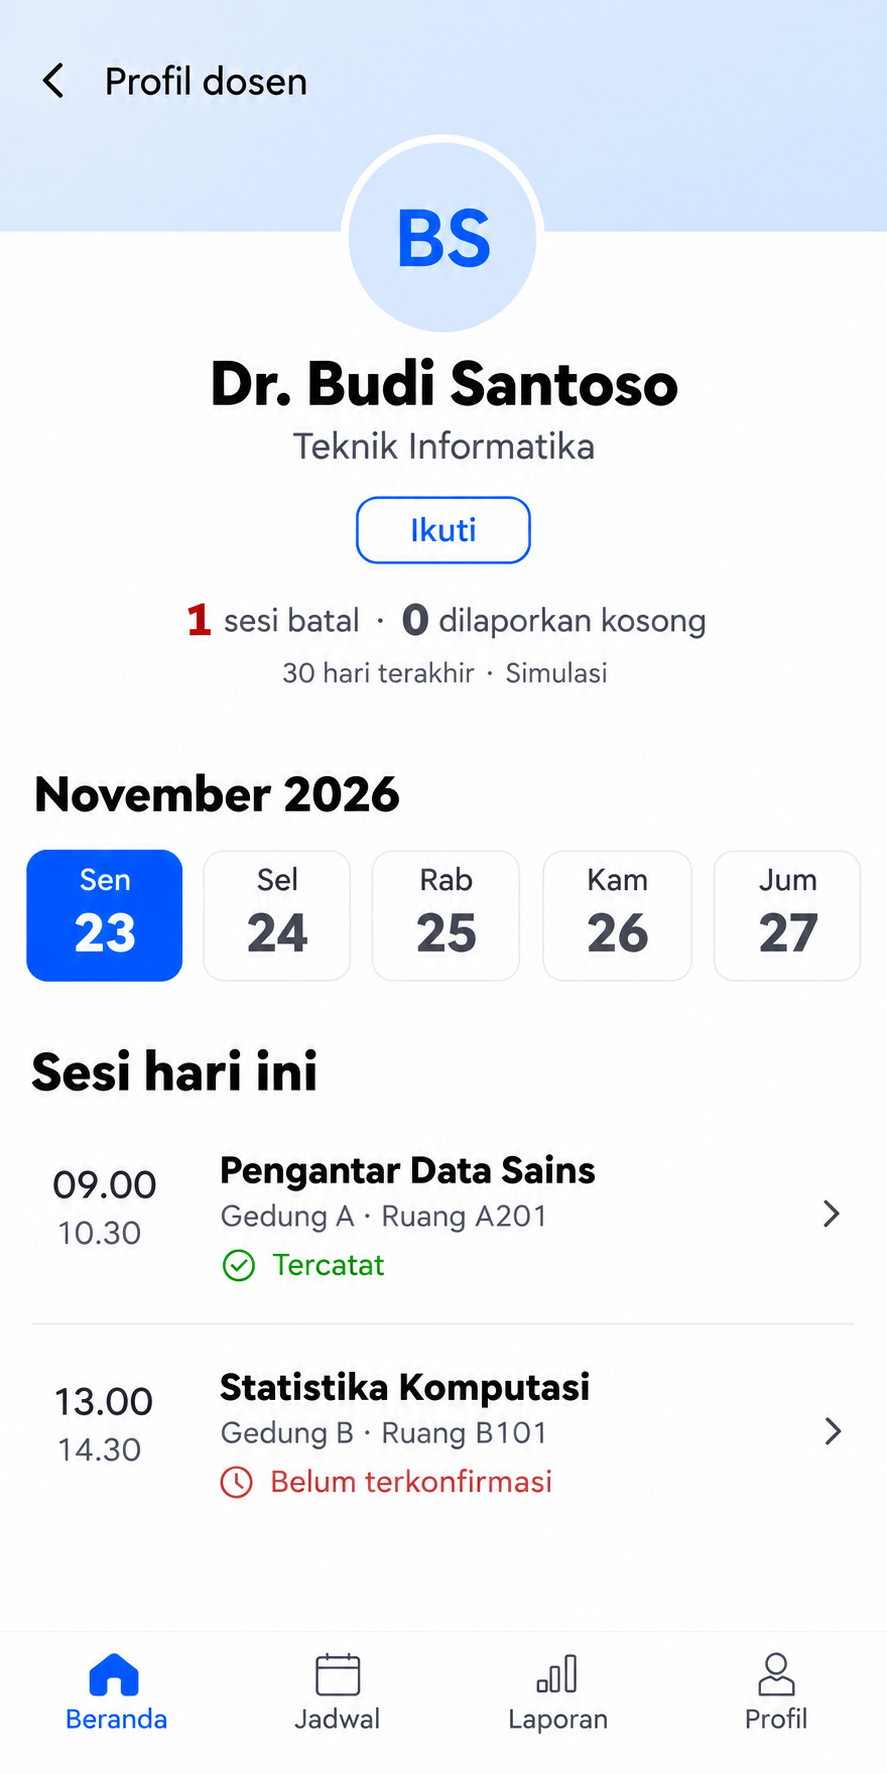 Profil dosen
BS
Dr. Budi Santoso
Teknik Informatika
Ikuti
1 sesi batal · 0 dilaporkan kosong
30 hari terakhir · Simulasi
November 2026
Sen Sel Rab Kam Jum
23 24 25 26 27
Sesi hari ini
09.00
10.30
Pengantar Data Sains
Gedung A · Ruang A201
Tercatat
13.00
14.30
Statistika Komputasi
Gedung B · Ruang B101
Belum terkonfirmasi
Beranda Jadwal Laporan Profil